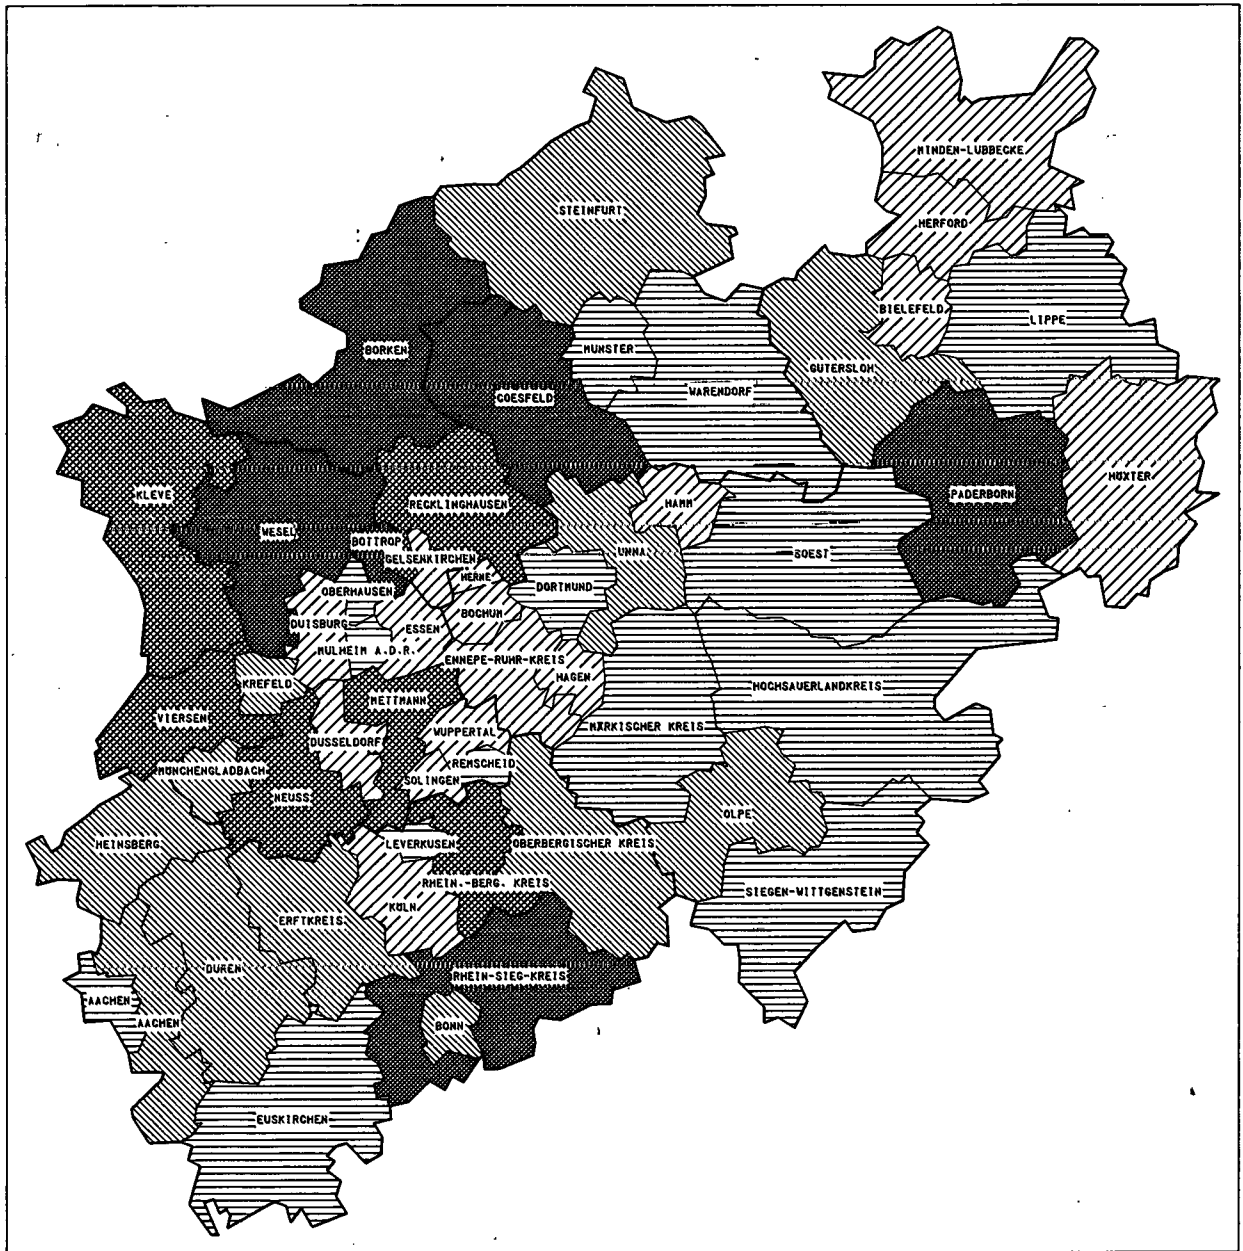 MINDEN-LUBBECKE
STEINFURT
HERFORD
BIELEFELD
LIPPE
BORKEN
MUNSTER
GUTERSLOH
WARENDORF
COESFELD
HOXTER
KLEVE
PADERBORN
RECKLINGHAUSEN
HAMM
WESEL
BOTTROP
UNNA
SOEST
GELSENKIRCHEN
HERNE
DORTMUND
OBERHAUSEN
BOCHUM
DUISBURG
ESSEN
MULHEIM A.D.R.
ENNEPE-RUHR-KREIS
HAGEN
KREFELD
HOCHSAUERLANDKREIS
METTMANN
VIERSEN
MÄRKISCHER KREIS
WUPPERTAL
DUSSELDORF
REMSCHEID
MÖNCHENGLADBACH
SOLINGEN
NEUSS
OLPE
HEINSBERG
LEVERKUSEN
OBERBERGISCHER KREIS
RHEIN.-BERG. KREIS
SIEGEN-WITTGENSTEIN
KÖLN
ERFTKREIS
DUREN
RHEIN-SIEG-KREIS
AACHEN
AACHEN
BONN
EUSKIRCHEN